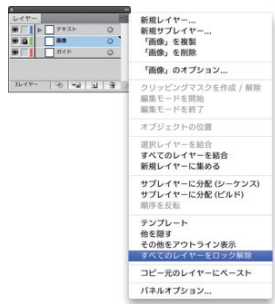 レイヤー
テキスト
画像
ガイド
3レイヤー
新規レイヤー...
新規サブレイヤー...
「画像」を複製
「画像」を削除
「画像」のオプション...
クリッピングマスクを作成 / 解除
編集モードを開始
編集モードを終了
オブジェクトの位置
選択レイヤーを結合
すべてのレイヤーを結合
新規レイヤーに集める
サブレイヤーに分配 (シーケンス)
サブレイヤーに分配 (ビルド)
順序を反転
テンプレート
他を隠す
その他をアウトライン表示
すべてのレイヤーをロック解除
コピー元のレイヤーにペースト
パネルオプション...